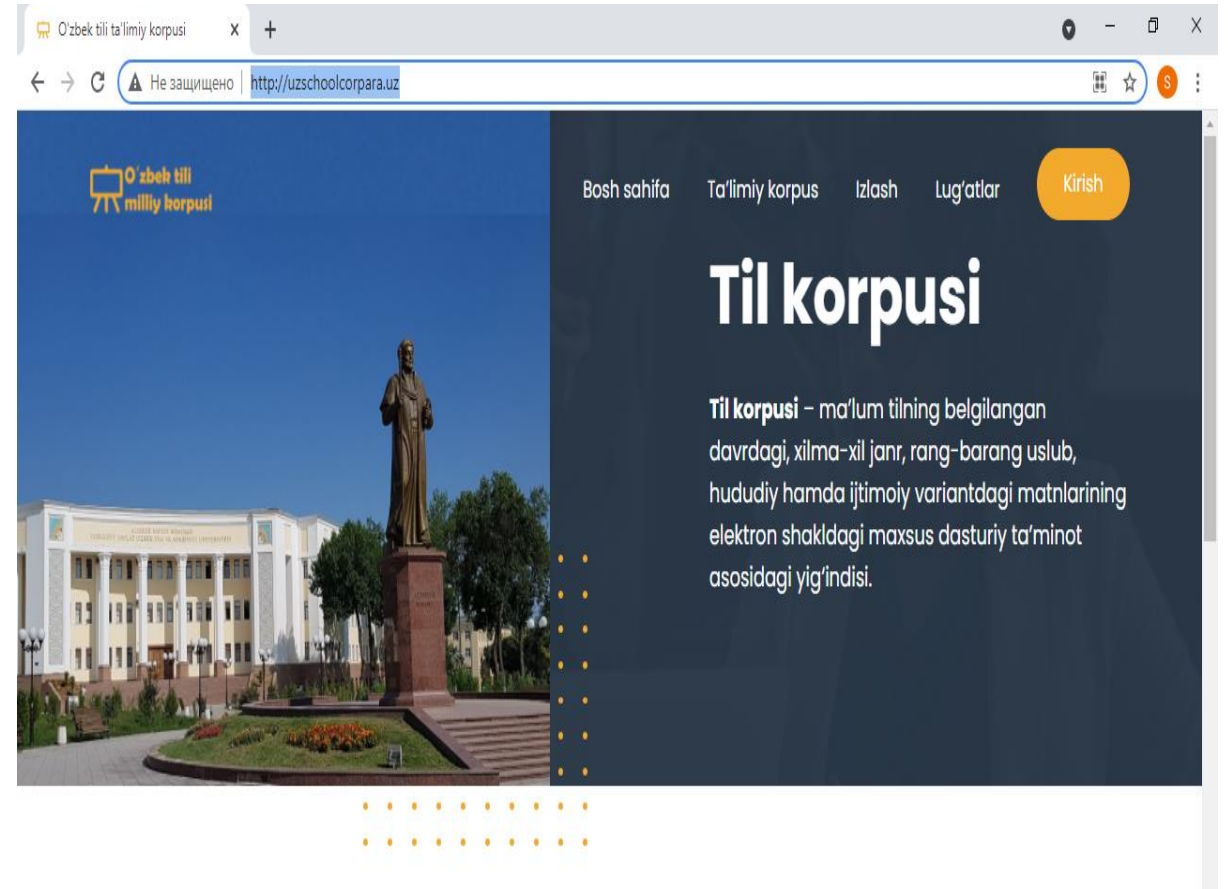 O'zbek tili ta'limiy korpusi
Не защищено
http://uzschoolcorpara.uz
S
O'zbek tili
milliy korpusi
Bosh sahifa
Ta'limiy korpus
Izlash
Lug'atlar
Kirish
Til korpusi
Til korpusi – ma'lum tilning belgilangan
davrdagi, xilma-xil janr, rang-barang uslub,
hududiy hamda ijtimoiy variantdagi matnlarining
elektron shakldagi maxsus dasturiy ta'minot
asosidagi yig'indisi.